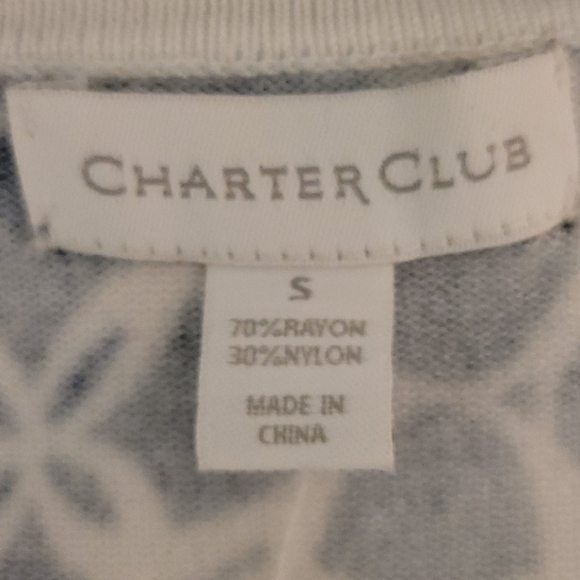 CHARTER CLUB
S
70%RAYON
30%NYLON
MADE IN
CHINA